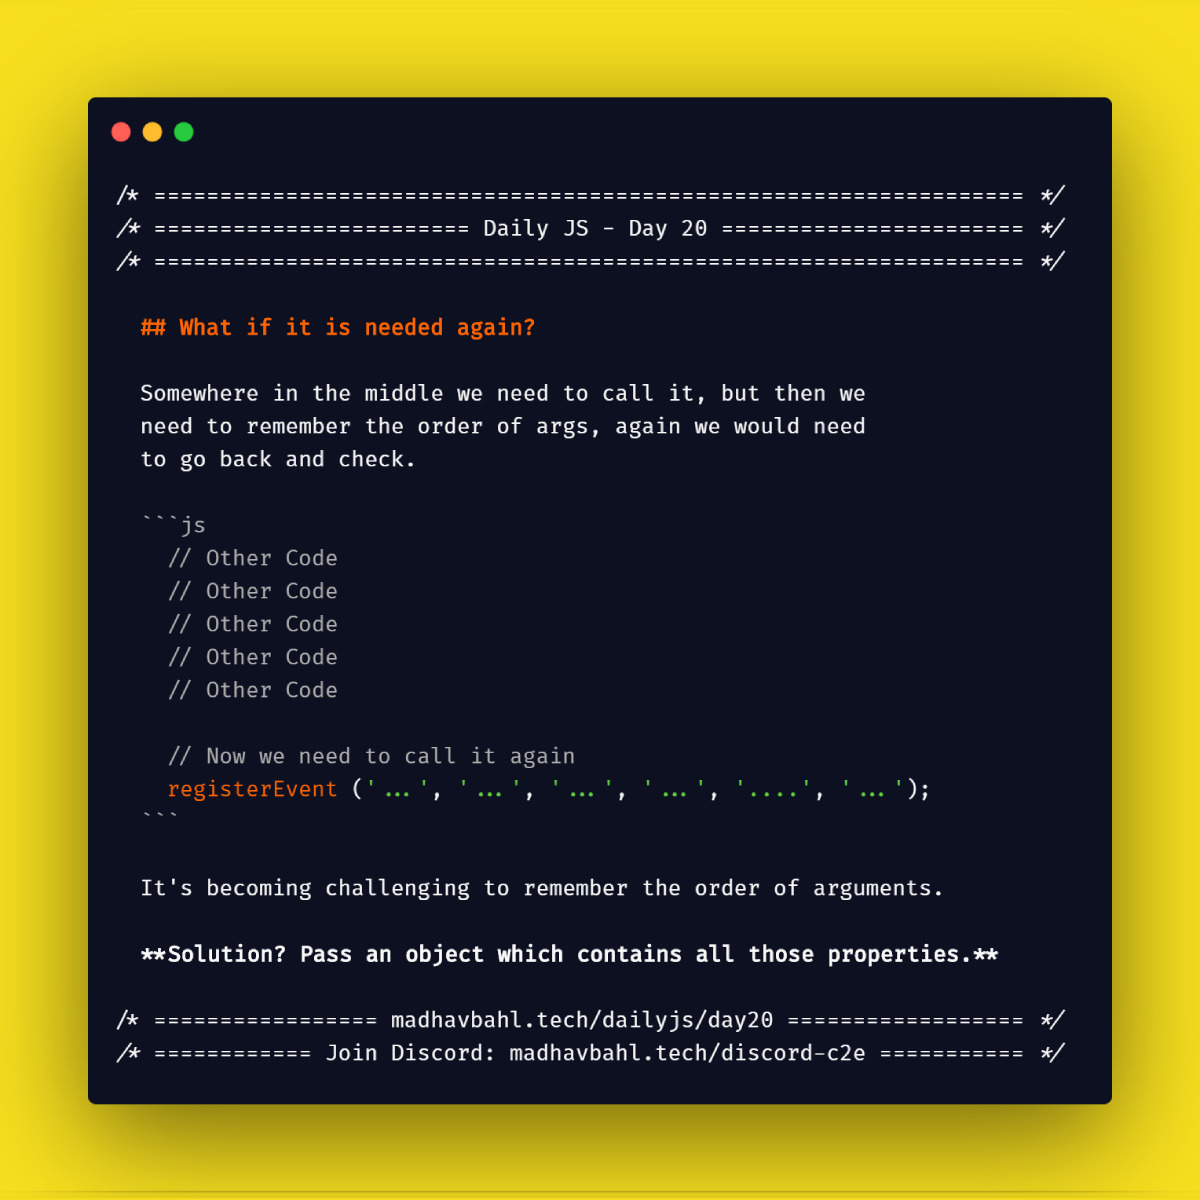 /* ================================================================== */
/* ======================== Daily JS - Day 20 ======================= */
/* ================================================================== */
## What if it is needed again?
Somewhere in the middle we need to call it, but then we
need to remember the order of args, again we would need
to go back and check.
```js
// Other Code
// Other Code
// Other Code
// Other Code
// Other Code
// Now we need to call it again
registerEvent ('...', '...', '...', '...', '....', '...');
```
It's becoming challenging to remember the order of arguments.
**Solution? Pass an object which contains all those properties.**
/* ================= madhavbahl.tech/dailyjs/day20 ================== */
/* ============ Join Discord: madhavbahl.tech/discord-c2e =========== */